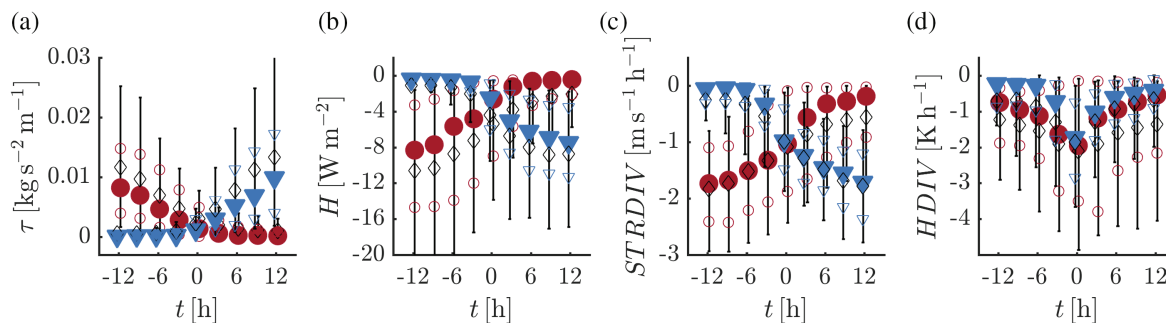 (a)
τ [kg s⁻² m⁻¹]
0.03
0.02
0.01
0
-12 -6 0 6 12
t [h]
(b)
H [W m⁻²]
0
-4
-8
-12
-16
-20
-12 -6 0 6 12
t [h]
(c)
STRDIV [m s⁻¹ h⁻¹]
0
-1
-2
-3
-12 -6 0 6 12
t [h]
(d)
HDIV [K h⁻¹]
0
-1
-2
-3
-4
-12 -6 0 6 12
t [h]